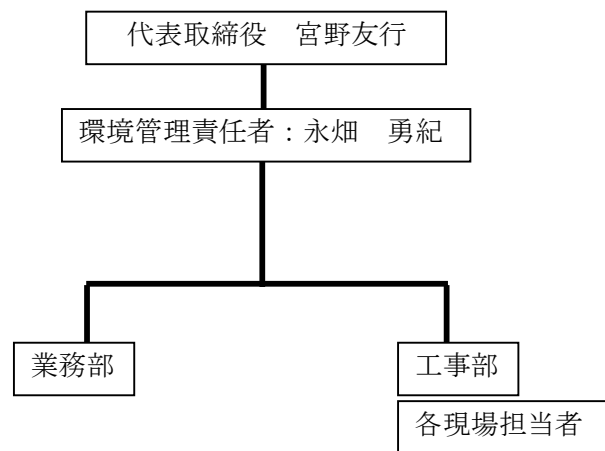 代表取締役　宮野友行
環境管理責任者：永畑　勇紀
業務部
工事部
各現場担当者